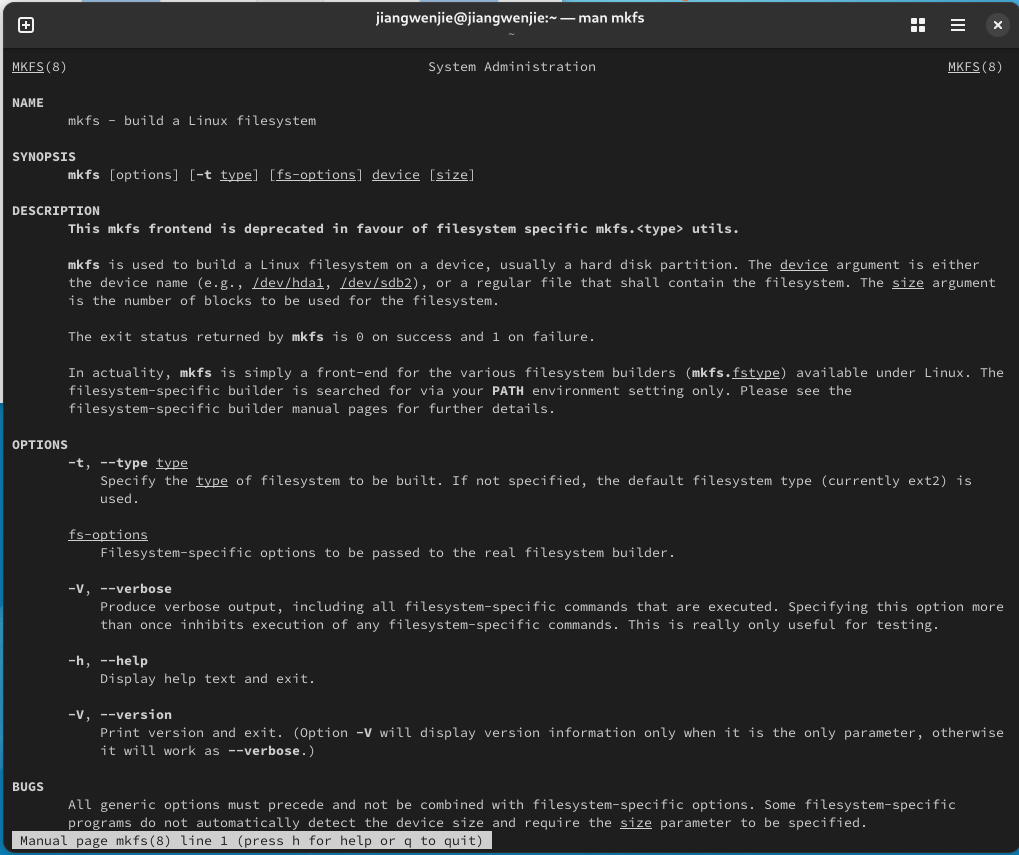 jiangwenjie@jiangwenjie:~ — man mkfs
~
MKFS(8) System Administration MKFS(8)
NAME
mkfs - build a Linux filesystem
SYNOPSIS
mkfs [options] [-t type] [fs-options] device [size]
DESCRIPTION
This mkfs frontend is deprecated in favour of filesystem specific mkfs.<type> utils.
mkfs is used to build a Linux filesystem on a device, usually a hard disk partition. The device argument is either
the device name (e.g., /dev/hda1, /dev/sdb2), or a regular file that shall contain the filesystem. The size argument
is the number of blocks to be used for the filesystem.
The exit status returned by mkfs is 0 on success and 1 on failure.
In actuality, mkfs is simply a front-end for the various filesystem builders (mkfs.fstype) available under Linux. The
filesystem-specific builder is searched for via your PATH environment setting only. Please see the
filesystem-specific builder manual pages for further details.
OPTIONS
-t, --type type
Specify the type of filesystem to be built. If not specified, the default filesystem type (currently ext2) is
used.
fs-options
Filesystem-specific options to be passed to the real filesystem builder.
-V, --verbose
Produce verbose output, including all filesystem-specific commands that are executed. Specifying this option more
than once inhibits execution of any filesystem-specific commands. This is really only useful for testing.
-h, --help
Display help text and exit.
-V, --version
Print version and exit. (Option -V will display version information only when it is the only parameter, otherwise
it will work as --verbose.)
BUGS
All generic options must precede and not be combined with filesystem-specific options. Some filesystem-specific
programs do not automatically detect the device size and require the size parameter to be specified.
Manual page mkfs(8) line 1 (press h for help or q to quit)